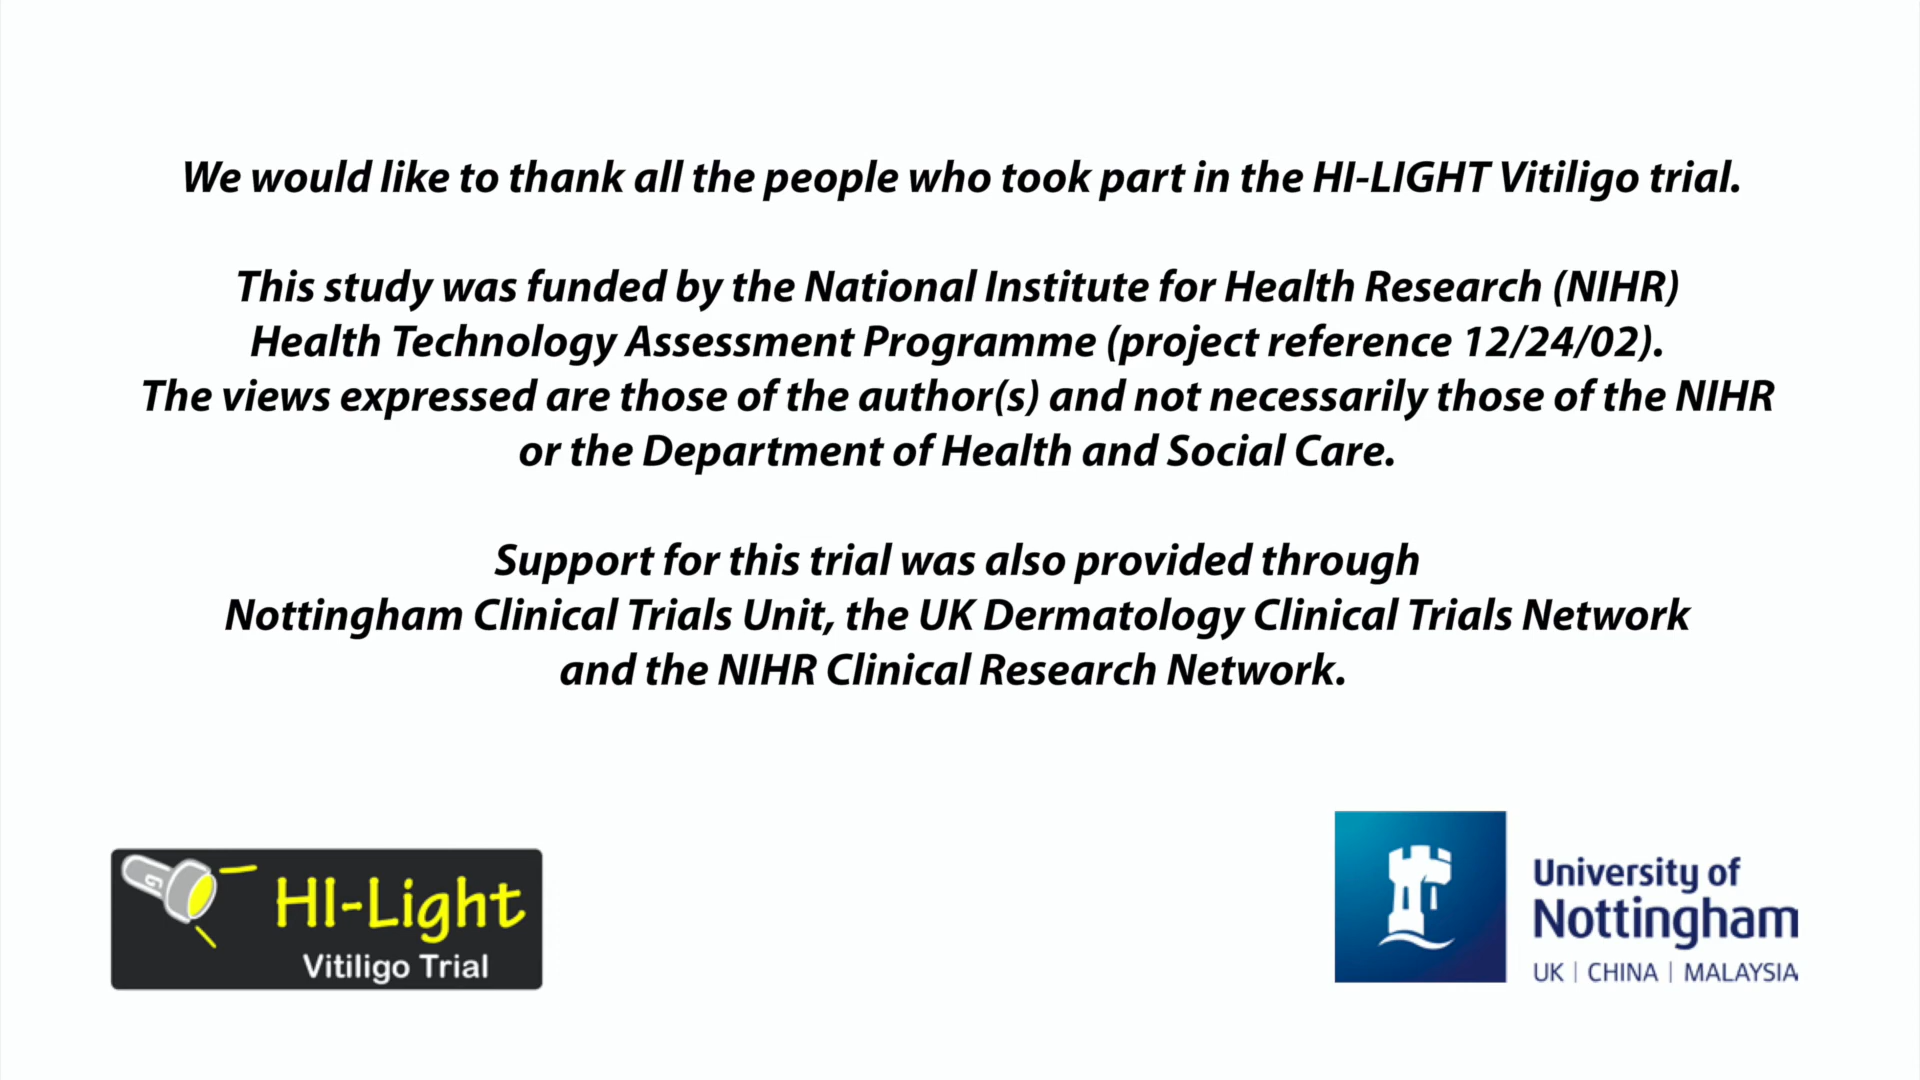 We would like to thank all the people who took part in the HI-LIGHT Vitiligo trial.
This study was funded by the National Institute for Health Research (NIHR)
Health Technology Assessment Programme (project reference 12/24/02).
The views expressed are those of the author(s) and not necessarily those of the NIHR
or the Department of Health and Social Care.
Support for this trial was also provided through
Nottingham Clinical Trials Unit, the UK Dermatology Clinical Trials Network
and the NIHR Clinical Research Network.
HI-Light
Vitiligo Trial
University of
Nottingham
UK | CHINA | MALAYSIA